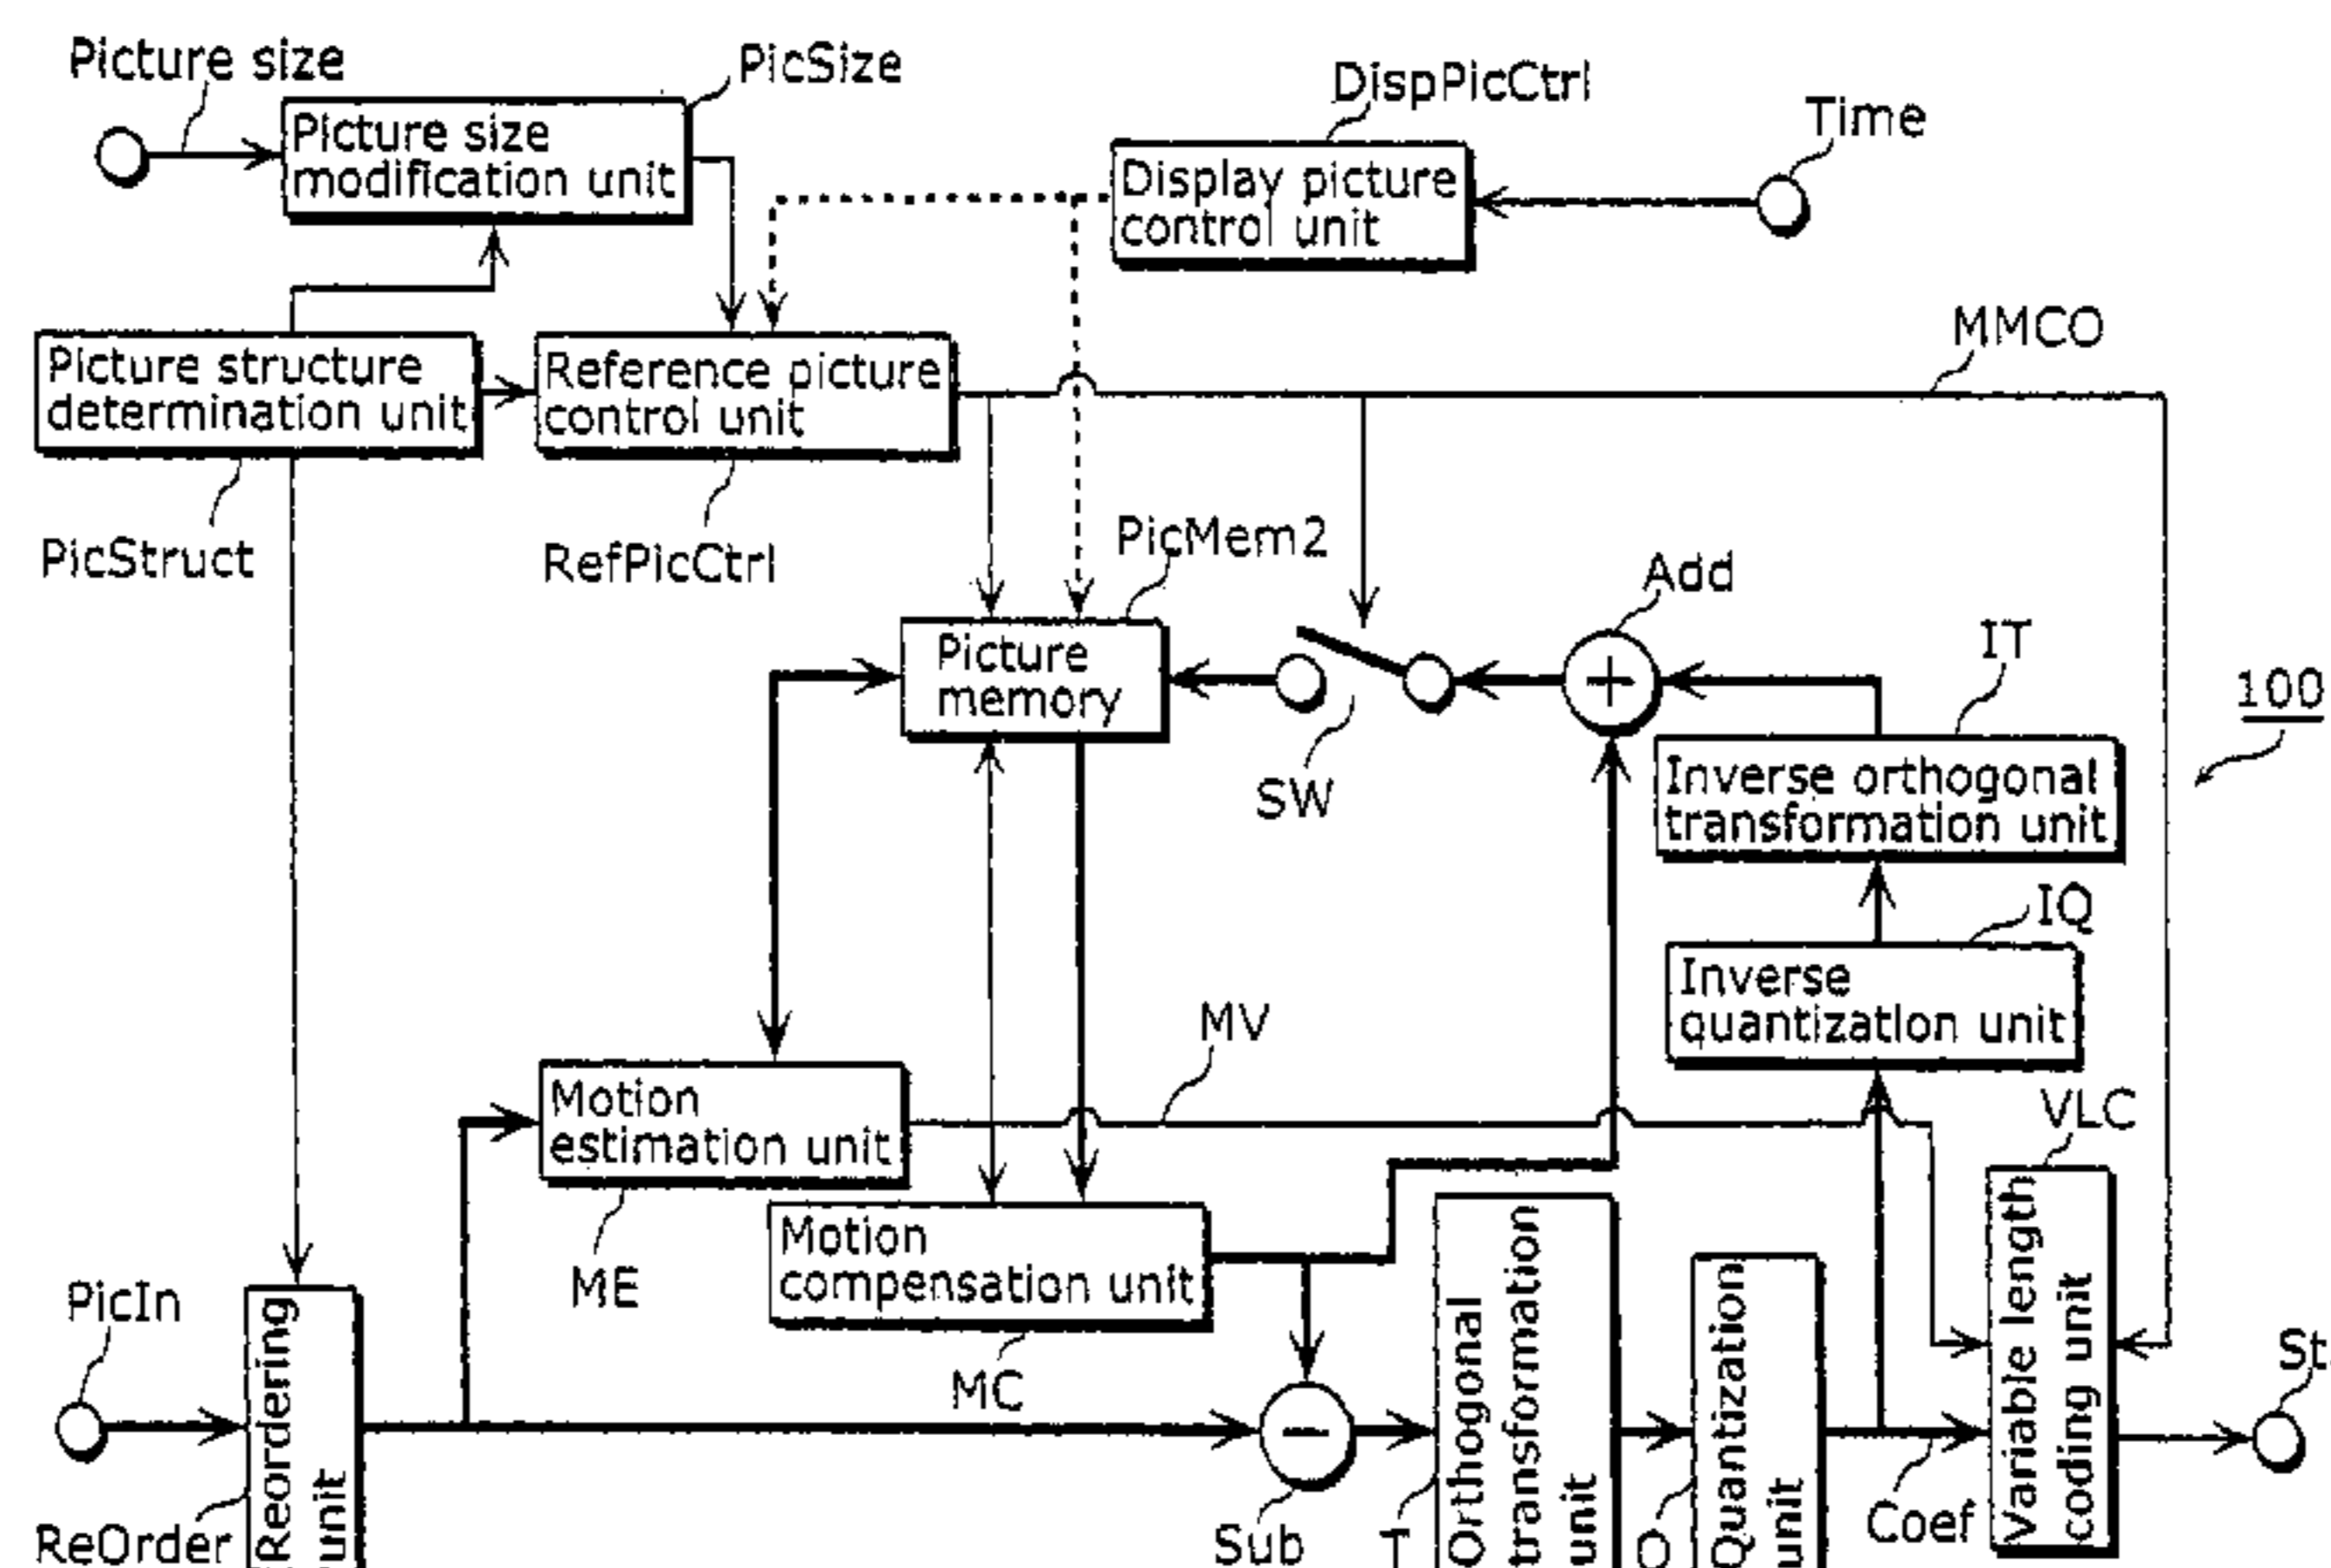 Picture size
PicSize
DispPicCtrl
Time
Picture size
modification unit
Display picture
control unit
MMCO
Picture structure
determination unit
Reference picture
control unit
PicStruct
RefPicCtrl
PicMem2
Add
IT
Picture
memory
+
100
SW
Inverse orthogonal
transformation unit
IQ
Inverse
quantization unit
MV
VLC
Motion
estimation unit
ME
Motion
compensation unit
MC
PicIn
Reordering
unit
ReOrder
−
Sub
Orthogonal
transformation
unit
T
Quantization
unit
Q
Coef
Variable length
coding unit